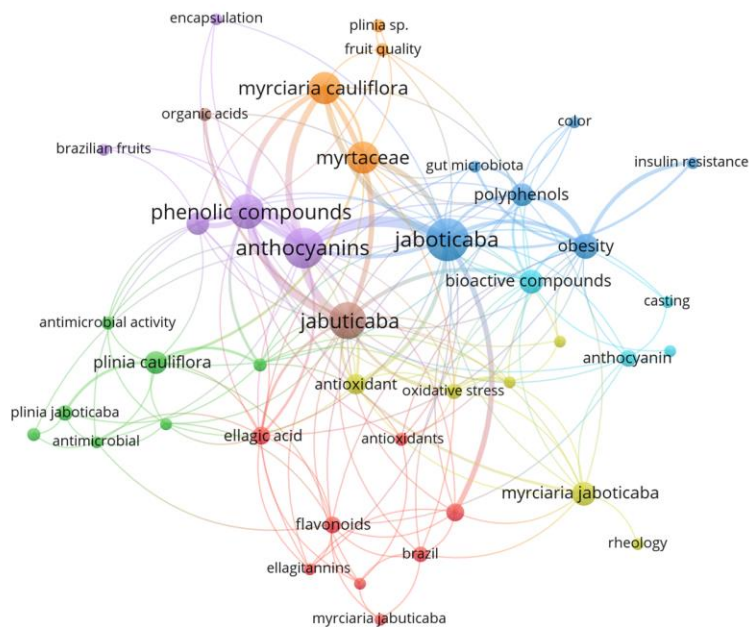 encapsulation
plinia sp.
fruit quality
myrciaria cauliflora
organic acids
color
brazilian fruits
myrtaceae
gut microbiota
insulin resistance
polyphenols
phenolic compounds
anthocyanins
jaboticaba
obesity
bioactive compounds
casting
jabuticaba
antimicrobial activity
anthocyanin
plinia cauliflora
antioxidant
oxidative stress
plinia jaboticaba
antimicrobial
ellagic acid
antioxidants
myrciaria jaboticaba
flavonoids
rheology
brazil
ellagitannins
myrciaria jabuticaba